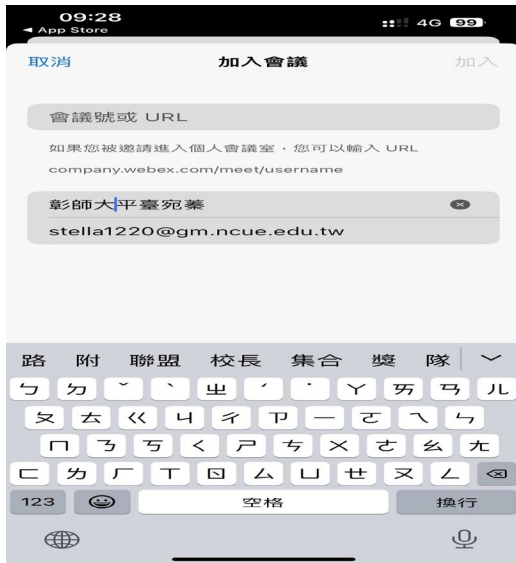 09:28
◀ App Store
4G 99
取消 加入會議 加入
會議號或 URL
如果您被邀請進入個人會議室，您可以輸入 URL
company.webex.com/meet/username
彰師大平臺宛蓁
stella1220@gm.ncue.edu.tw
路 附 聯盟 校長 集合 獎 隊
ㄅ ㄉ ˇ ˋ ㄓ ˊ ˙ ㄚ ㄞ ㄢ ㄦ
ㄆ ㄊ ㄍ ㄐ ㄔ ㄗ ㄧ ㄛ ㄟ ㄣ
ㄇ ㄋ ㄎ ㄑ ㄕ ㄘ ㄨ ㄜ ㄠ ㄤ
ㄈ ㄌ ㄏ ㄒ ㄖ ㄙ ㄩ ㄝ ㄡ ㄥ
123 空格 換行